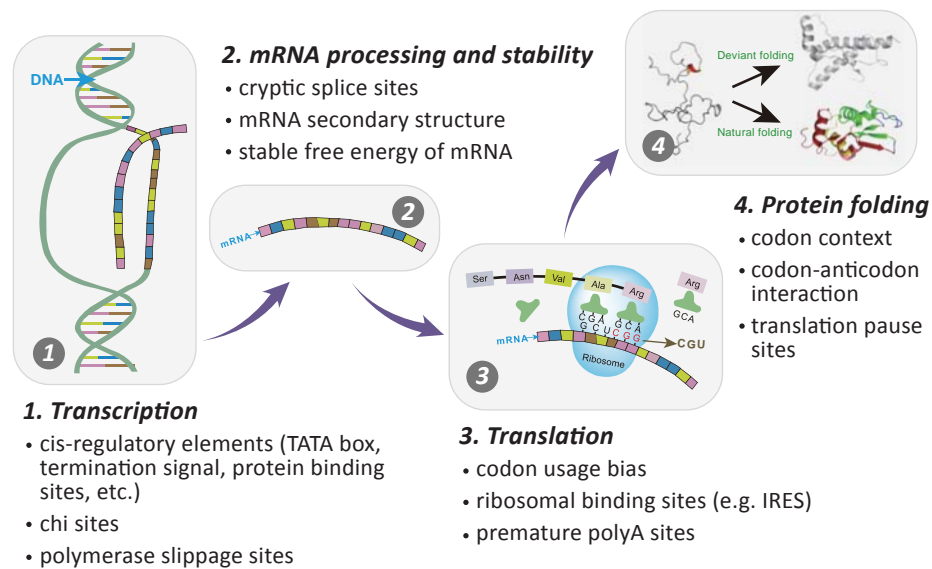 DNA
1
1. Transcription
• cis-regulatory elements (TATA box,
termination signal, protein binding
sites, etc.)
• chi sites
• polymerase slippage sites
2. mRNA processing and stability
• cryptic splice sites
• mRNA secondary structure
• stable free energy of mRNA
mRNA
2
Ser Asn Val Ala Arg
Arg
CGA GCA
GCA
GCUCGG
CGU
mRNA
Ribosome
3
3. Translation
• codon usage bias
• ribosomal binding sites (e.g. IRES)
• premature polyA sites
Deviant folding
Natural folding
4
4. Protein folding
• codon context
• codon-anticodon
interaction
• translation pause
sites